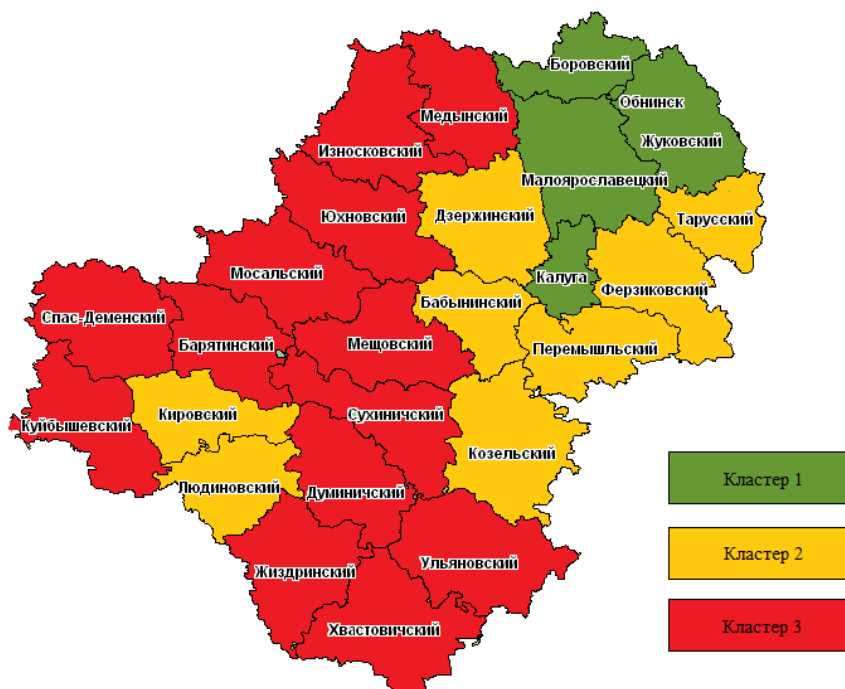 Боровский
Обнинск
Медынский
Жуковский
Износковский
Малоярославецкий
Юхновский
Дзержинский
Тарусский
Мосальский
Калуга
Ферзиковский
Бабынинский
Спас-Деменский
Барятинский
Мещовский
Перемышльский
Кировский
Сухиничский
Куйбышевский
Козельский
Людиновский
Думиничский
Ульяновский
Жиздринский
Хвастовичский
Кластер 1
Кластер 2
Кластер 3